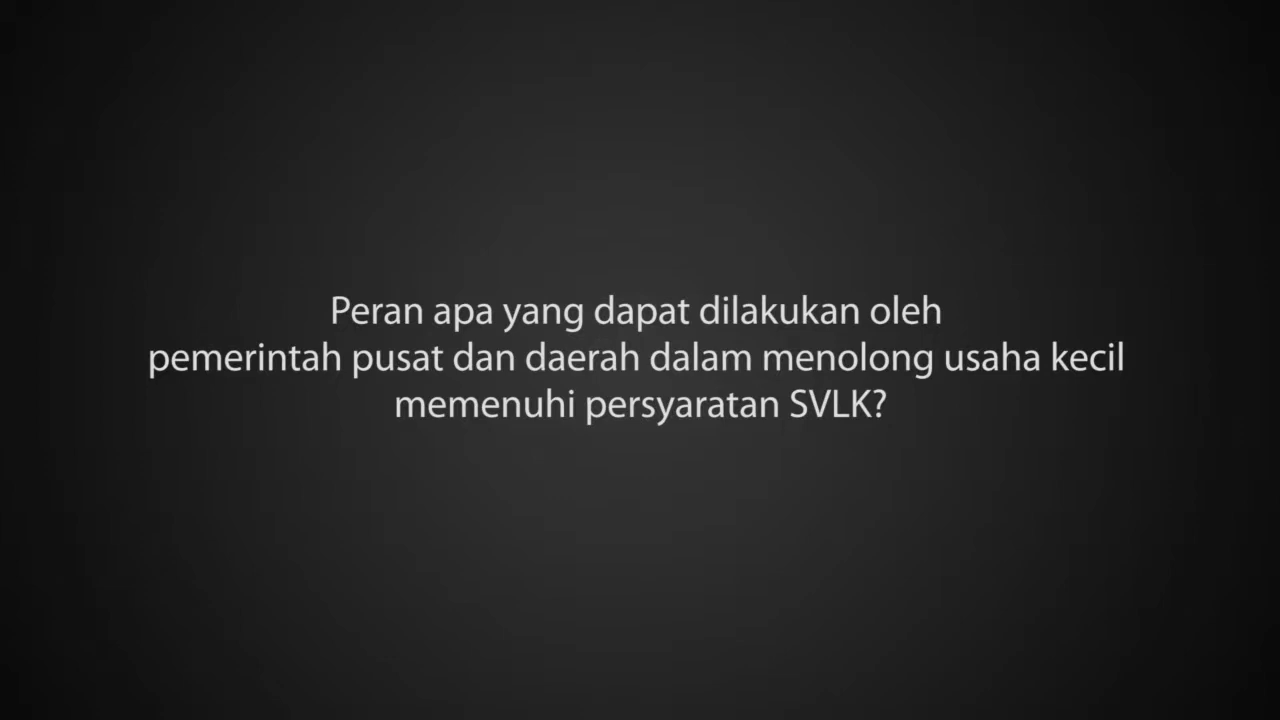 Peran apa yang dapat dilakukan oleh
pemerintah pusat dan daerah dalam menolong usaha kecil
memenuhi persyaratan SVLK?